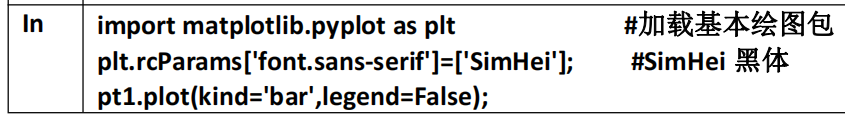 In import matplotlib.pyplot as plt #加载基本绘图包
plt.rcParams['font.sans-serif']=['SimHei']; #SimHei 黑体
pt1.plot(kind='bar',legend=False);